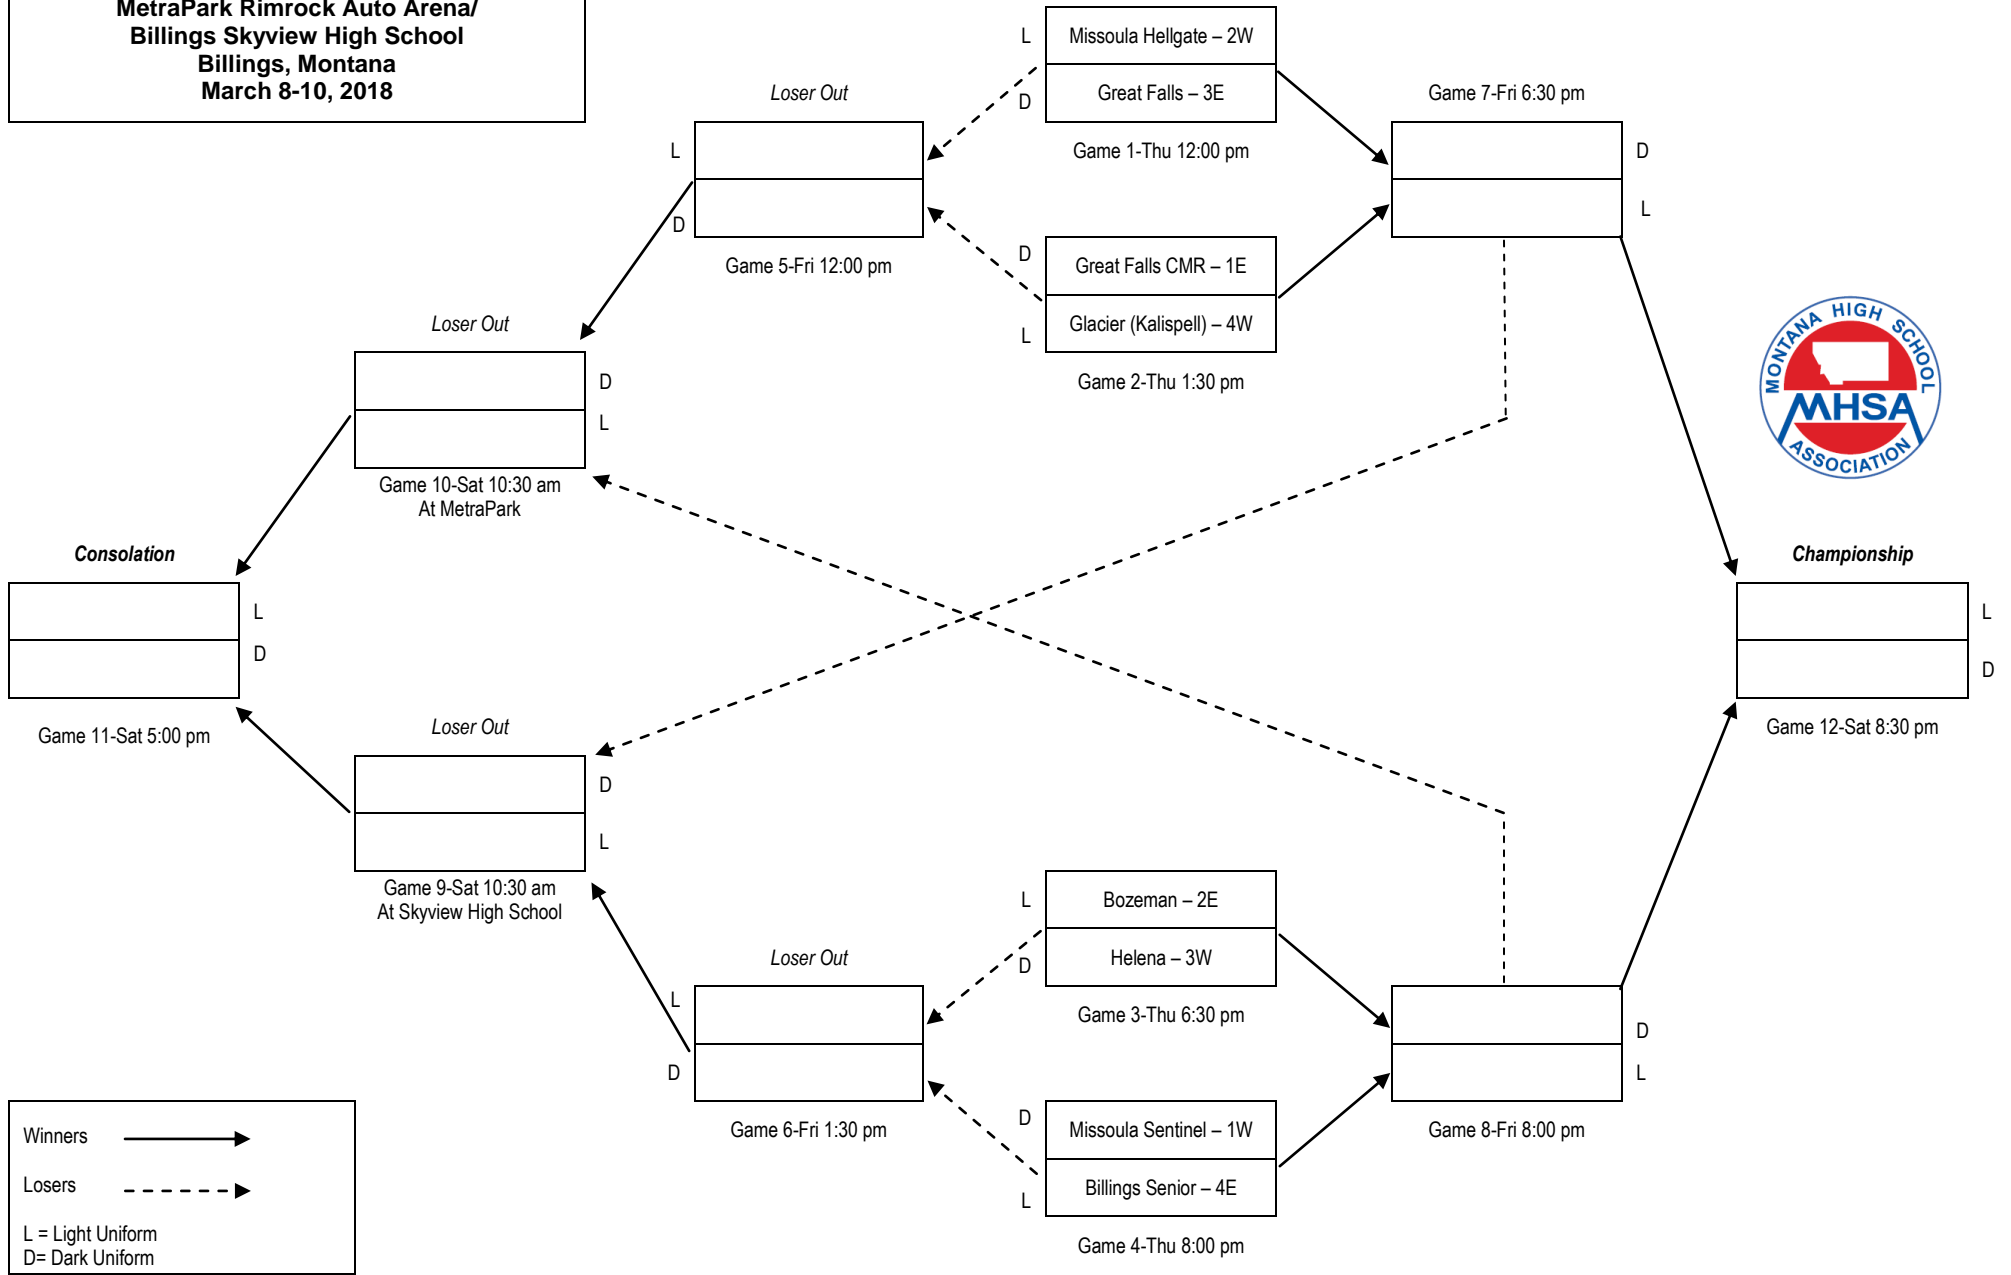 MetraPark Rimrock Auto Arena/
Billings Skyview High School
Billings, Montana
March 8-10, 2018
L
Missoula Hellgate – 2W
D
Great Falls – 3E
Game 1-Thu 12:00 pm
Loser Out
L
D
Game 5-Fri 12:00 pm
Game 7-Fri 6:30 pm
D
L
D
Great Falls CMR – 1E
L
Glacier (Kalispell) – 4W
Game 2-Thu 1:30 pm
Loser Out
D
L
Game 10-Sat 10:30 am
At MetraPark
MONTANA HIGH SCHOOL
MHSA
ASSOCIATION
Consolation
L
D
Game 11-Sat 5:00 pm
Championship
L
D
Game 12-Sat 8:30 pm
Loser Out
D
L
Game 9-Sat 10:30 am
At Skyview High School
L
Bozeman – 2E
D
Helena – 3W
Game 3-Thu 6:30 pm
Loser Out
L
D
Game 6-Fri 1:30 pm
D
L
Game 8-Fri 8:00 pm
D
Missoula Sentinel – 1W
L
Billings Senior – 4E
Game 4-Thu 8:00 pm
Winners
Losers
L = Light Uniform
D= Dark Uniform